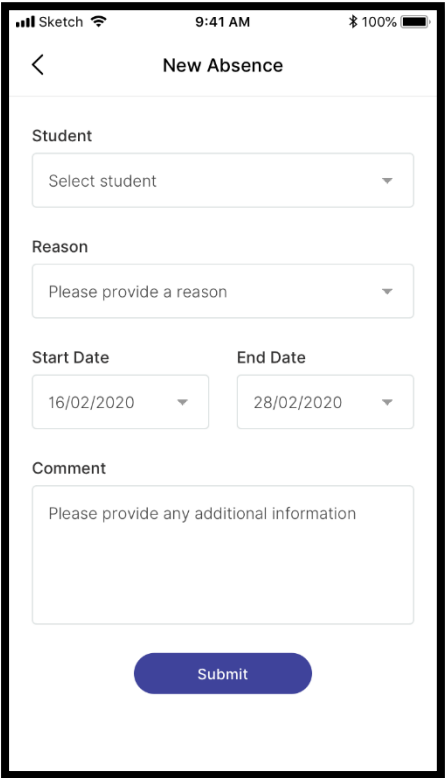 Sketch 9:41 AM 100%
New Absence
Student
Select student
Reason
Please provide a reason
Start Date End Date
16/02/2020 28/02/2020
Comment
Please provide any additional information
Submit